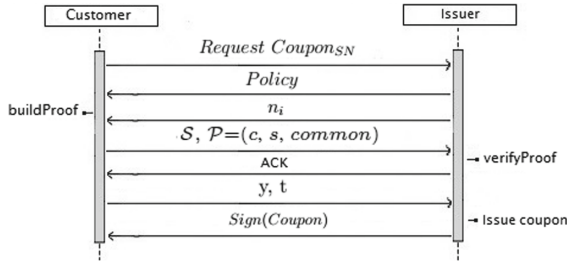 Customer
Issuer
Request Coupon_SN
Policy
n_i
buildProof
𝒮, 𝒫=(c, s, common)
verifyProof
ACK
y, t
Sign(Coupon)
Issue coupon